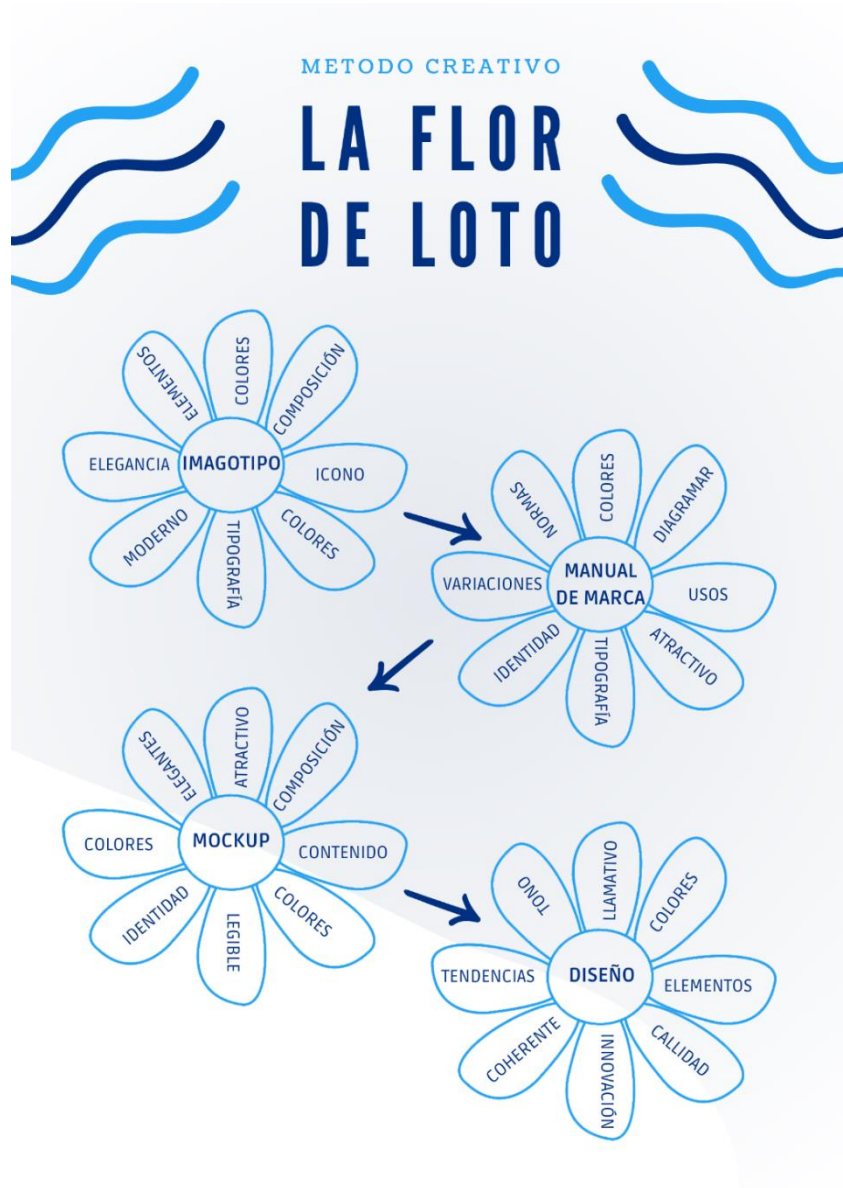 METODO CREATIVO
LA FLOR
DE LOTO
ELEMENTOS
COLORES
COMPOSICIÓN
ELEGANCIA
IMAGOTIPO
ICONO
MODERNO
TIPOGRAFÍA
COLORES
NORMAS
COLORES
DIAGRAMAR
VARIACIONES
MANUAL
DE MARCA
USOS
IDENTIDAD
TIPOGRAFÍA
ATRACTIVO
ELEGANTES
ATRACTIVO
COMPOSICIÓN
COLORES
MOCKUP
CONTENIDO
IDENTIDAD
LEGIBLE
COLORES
TONO
LLAMATIVO
COLORES
TENDENCIAS
DISEÑO
ELEMENTOS
COHERENTE
INNOVACIÓN
CALLIDAD